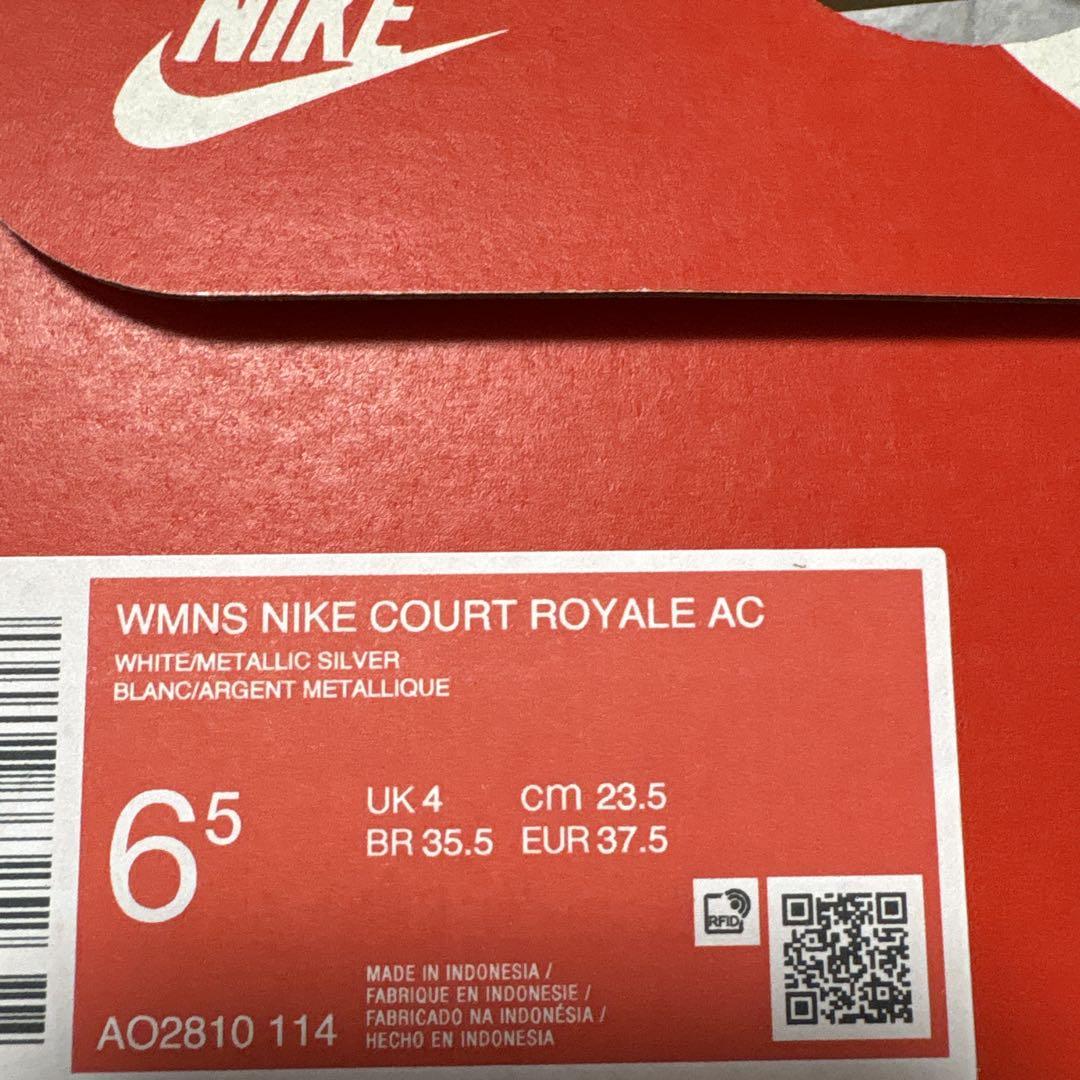 NIKE
WMNS NIKE COURT ROYALE AC
WHITE/METALLIC SILVER
BLANC/ARGENT METALLIQUE
6⁵
UK 4 cm 23.5
BR 35.5 EUR 37.5
RFID
MADE IN INDONESIA /
FABRIQUE EN INDONESIE /
FABRICADO NA INDONÉSIA /
HECHO EN INDONESIA
AO2810 114